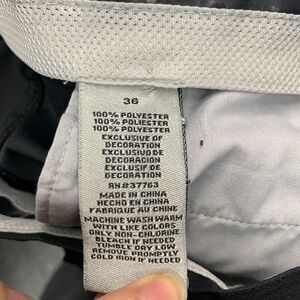 36
100% POLYESTER
100% POLYESTER
100% POLYESTER
EXCLUSIVE OF
DECORATION
EXCLUSIVO DE
DECORACION
EXCLUSIF DE
DECORATION
RN#37763
MADE IN CHINA
HECHO EN CHINA
FABRIQUE AU CHINE
MACHINE WASH WARM
WITH LIKE COLORS
ONLY NON-CHLORINE
BLEACH IF NEEDED
TUMBLE DRY LOW
REMOVE PROMPTLY
COLD IRON IF NEEDED